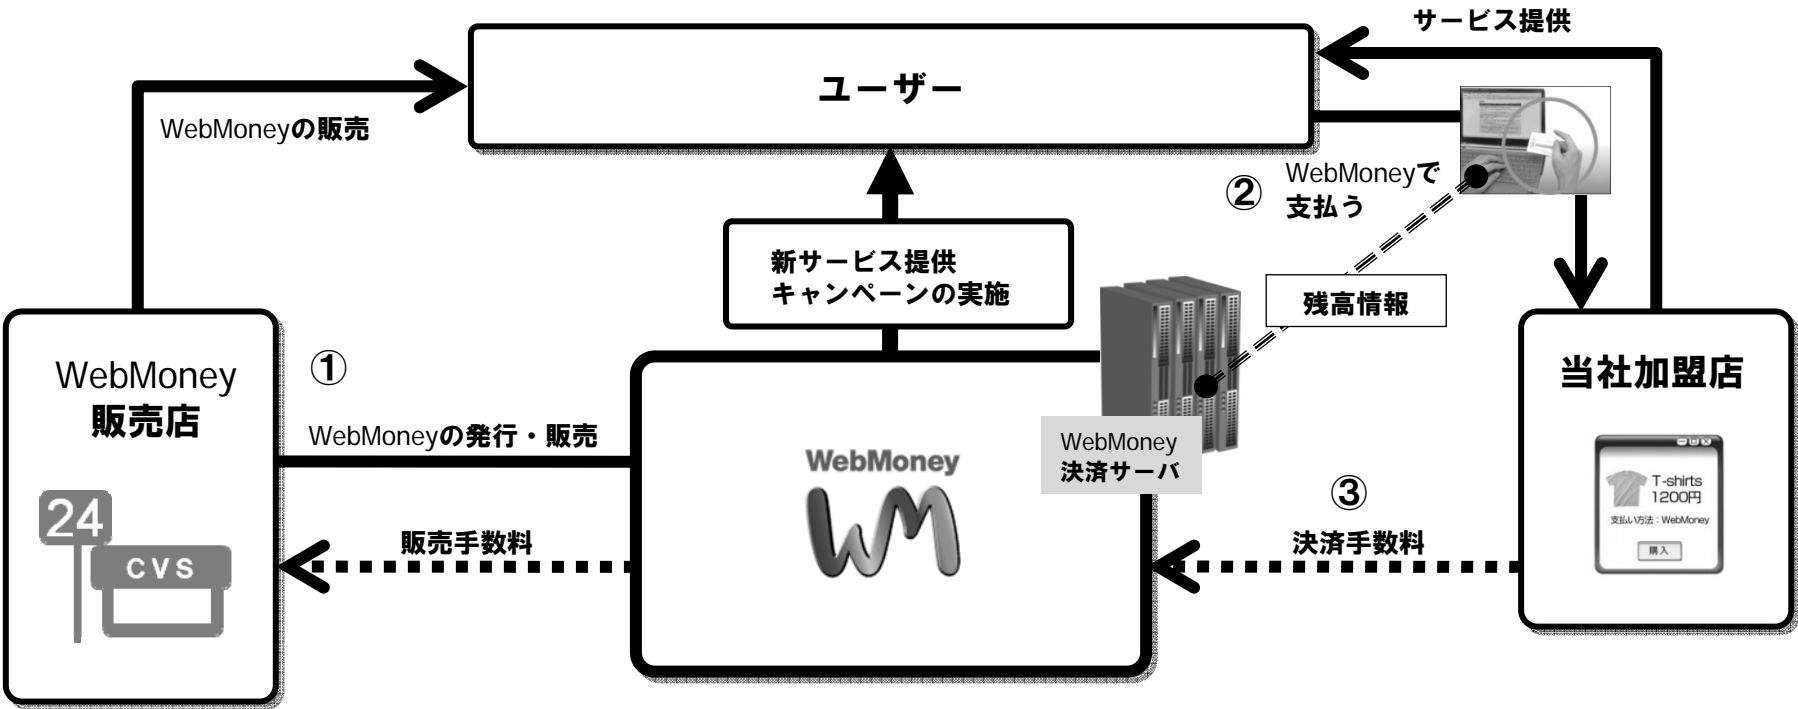 サービス提供
ユーザー
WebMoneyの販売
② WebMoneyで
支払う
新サービス提供
キャンペーンの実施
残高情報
WebMoney
販売店
24
CVS
①
WebMoneyの発行・販売
販売手数料
WebMoney
WM
WebMoney
決済サーバ
③
決済手数料
当社加盟店
T-shirts
1200円
支払い方法：WebMoney
購入